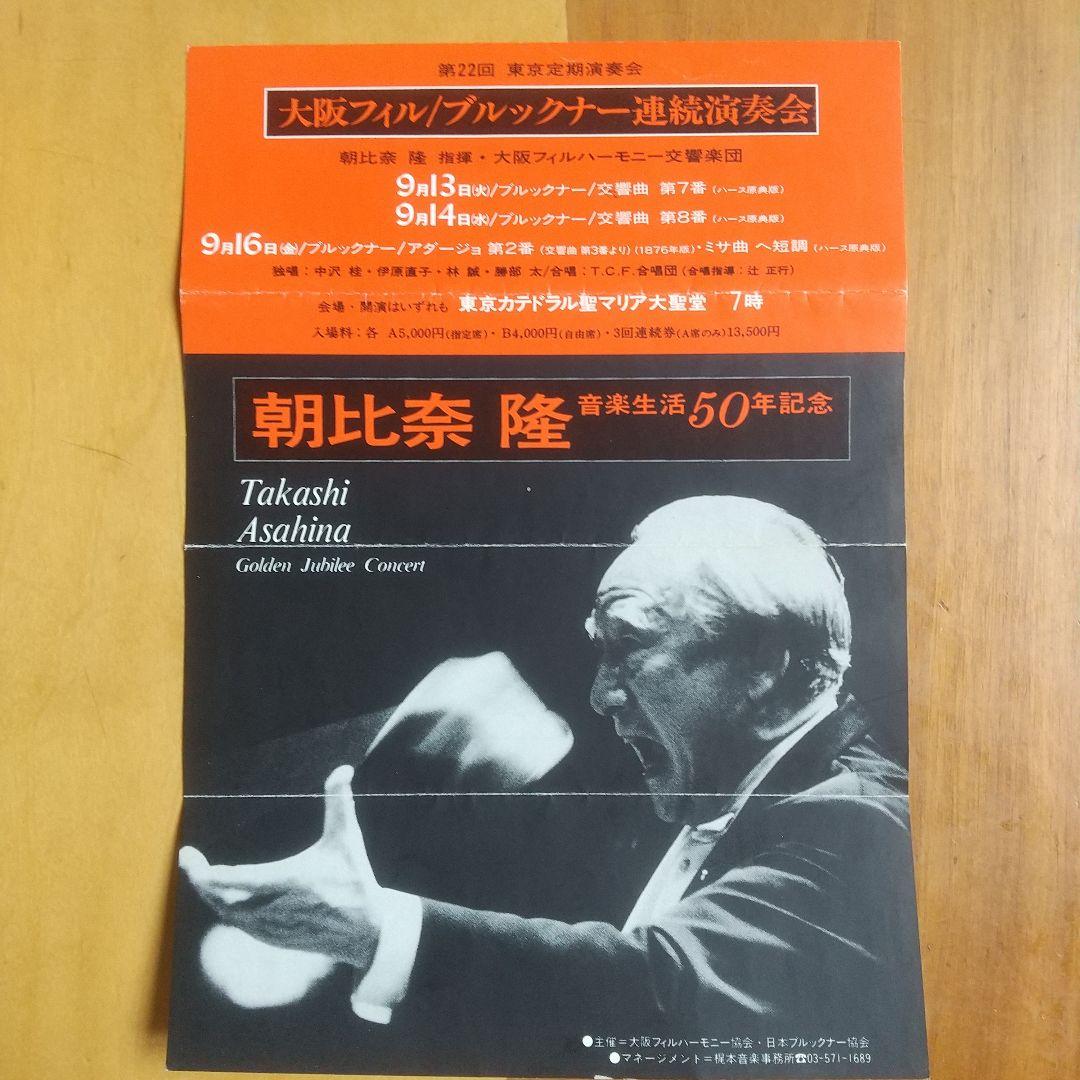 第22回 東京定期演奏会
大阪フィル/ブルックナー連続演奏会
朝比奈 隆 指揮・大阪フィルハーモニー交響楽団
9月13日(火)/ブルックナー/交響曲 第7番 (ハース原典版)
9月14日(水)/ブルックナー/交響曲 第8番 (ハース原典版)
9月16日(金)/ブルックナー/アダージョ 第2番 (交響曲 第3番より) (1876年版)・ミサ曲 ヘ短調 (ハース原典版)
独唱：中沢 桂・伊原直子・林 誠・勝部 太/合唱：T.C.F.合唱団 (合唱指導：辻 正行)
会場・開演はいずれも 東京カテドラル聖マリア大聖堂 7時
入場料：各 A5,000円(指定席)・B4,000円(自由席)・3回連続券(A席のみ)13,500円
朝比奈 隆 音楽生活50年記念
Takashi
Asahina
Golden Jubilee Concert
●主催＝大阪フィルハーモニー協会・日本ブルックナー協会
●マネージメント＝梶本音楽事務所☎03-571-1689